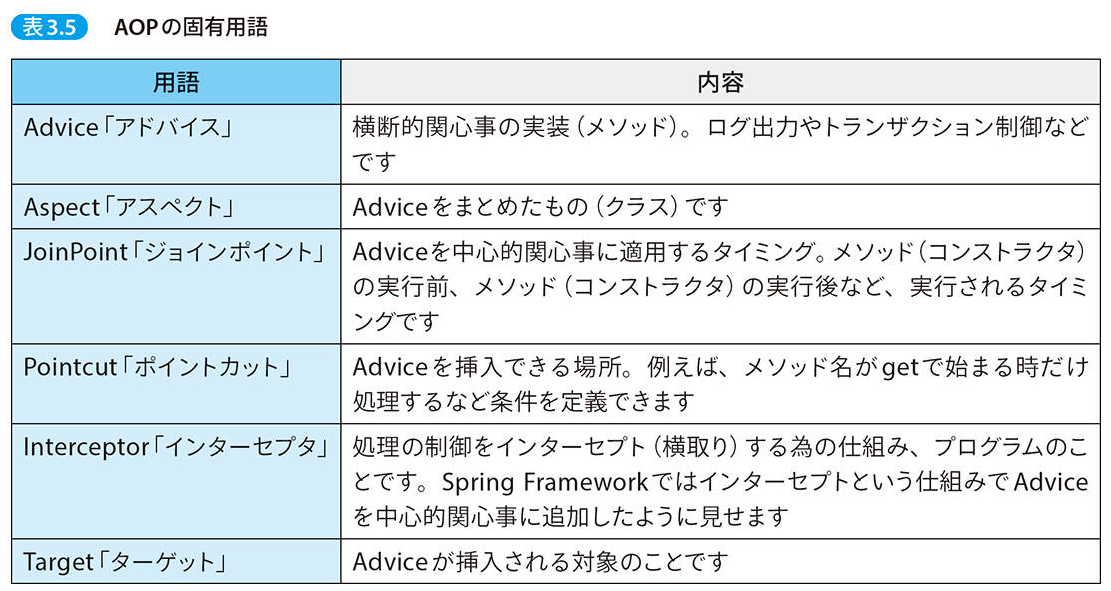 表3.5 AOPの固有用語
用語 内容
Advice「アドバイス」 横断的関心事の実装（メソッド）。ログ出力やトランザクション制御など
です
Aspect「アスペクト」 Adviceをまとめたもの（クラス）です
JoinPoint「ジョインポイント」 Adviceを中心的関心事に適用するタイミング。メソッド（コンストラクタ）
の実行前、メソッド（コンストラクタ）の実行後など、実行されるタイミ
ングです
Pointcut「ポイントカット」 Adviceを挿入できる場所。例えば、メソッド名がgetで始まる時だけ
処理するなど条件を定義できます
Interceptor「インターセプタ」 処理の制御をインターセプト（横取り）する為の仕組み、プログラムのこ
とです。Spring Frameworkではインターセプトという仕組みでAdvice
を中心的関心事に追加したように見せます
Target「ターゲット」 Adviceが挿入される対象のことです